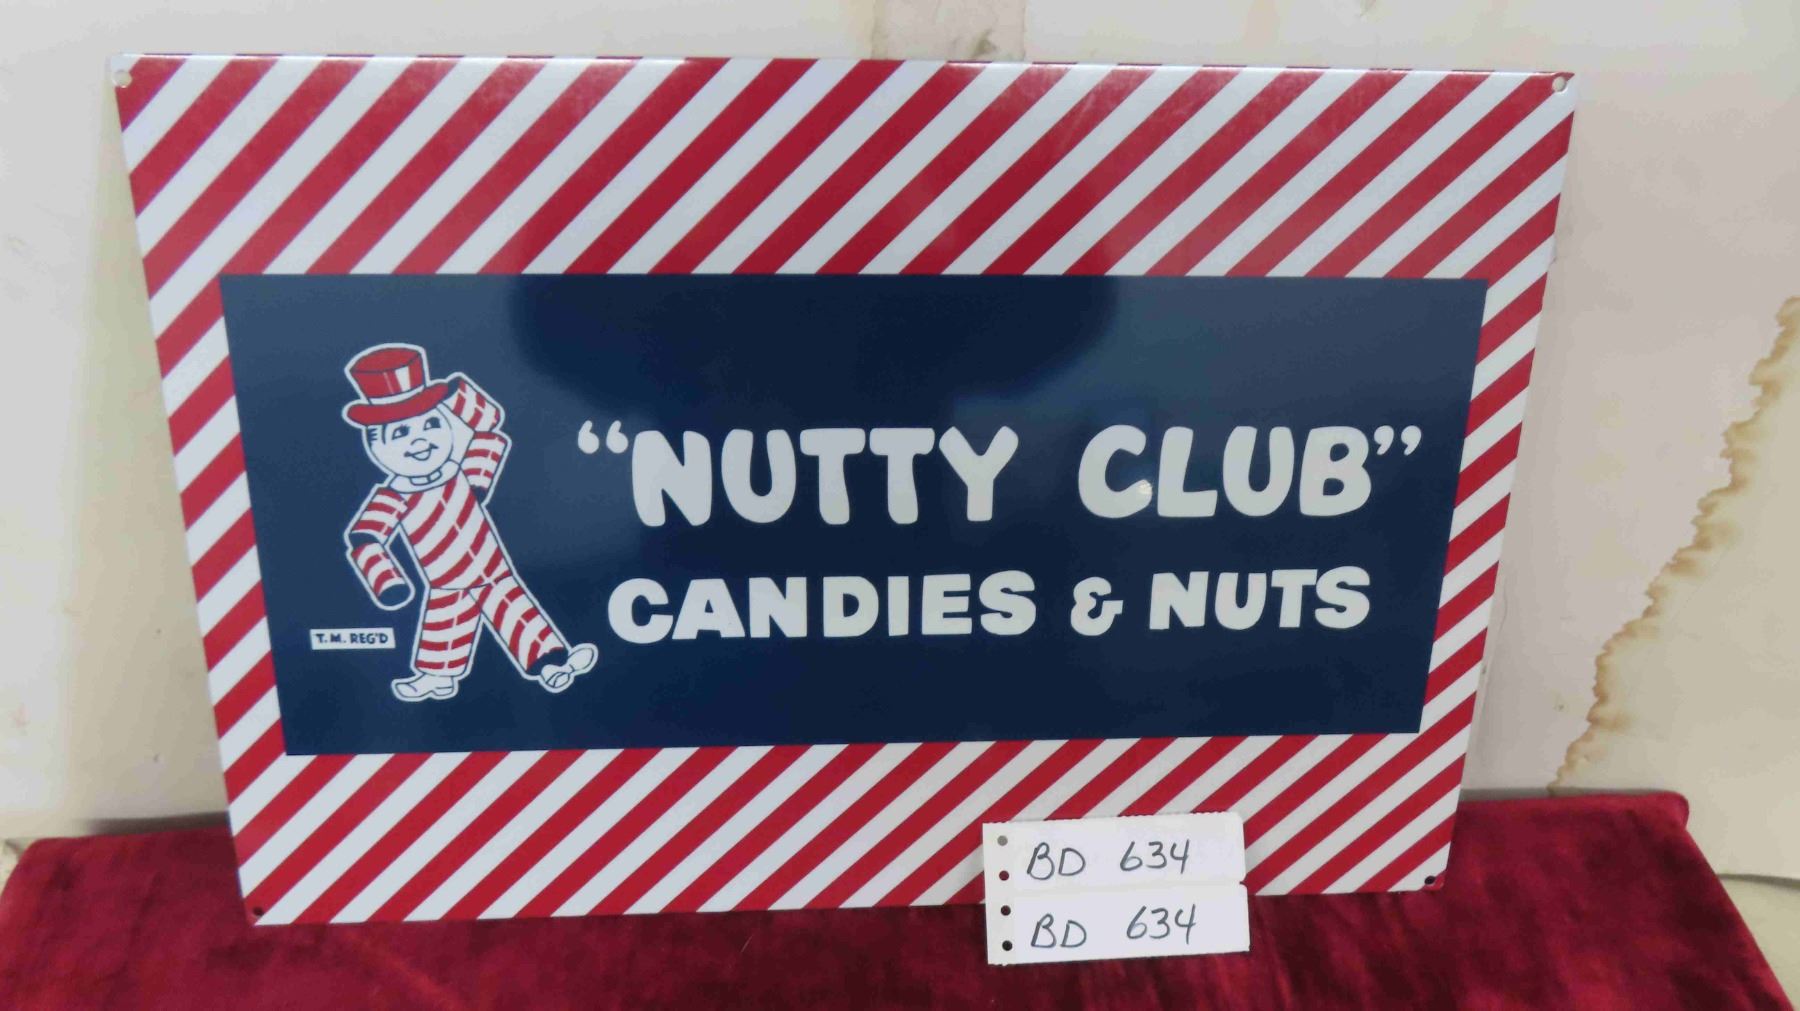 “NUTTY CLUB”
CANDIES & NUTS
T.M. REG'D
BD 634
BD 634